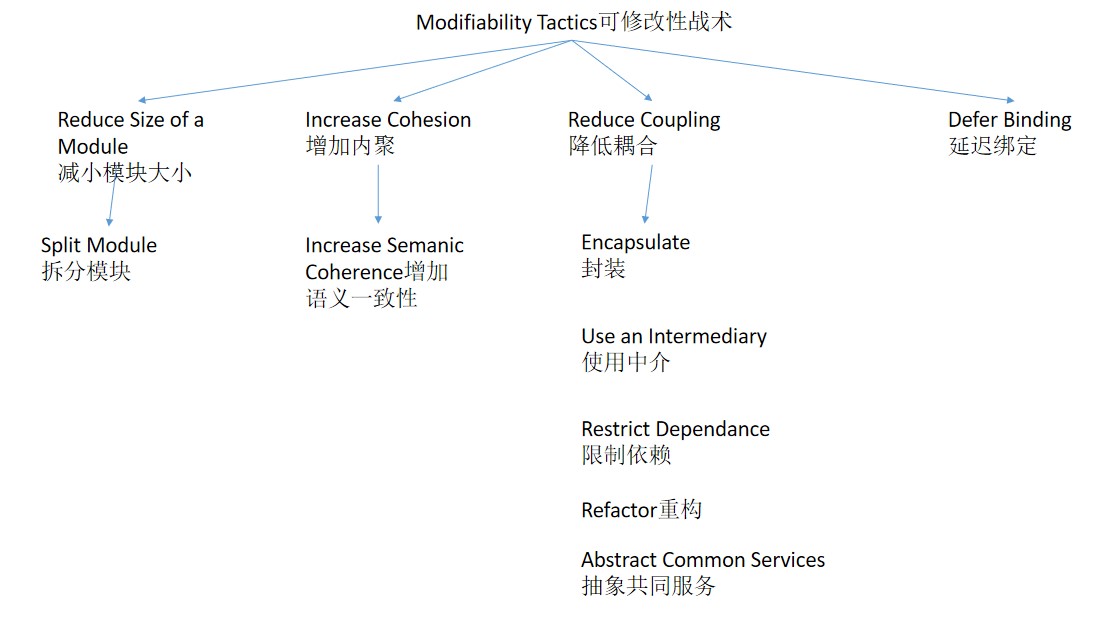 Modifiability Tactics可修改性战术
Reduce Size of a
Module
减小模块大小
Increase Cohesion
增加内聚
Reduce Coupling
降低耦合
Defer Binding
延迟绑定
Split Module
拆分模块
Increase Semanic
Coherence增加
语义一致性
Encapsulate
封装
Use an Intermediary
使用中介
Restrict Dependance
限制依赖
Refactor重构
Abstract Common Services
抽象共同服务